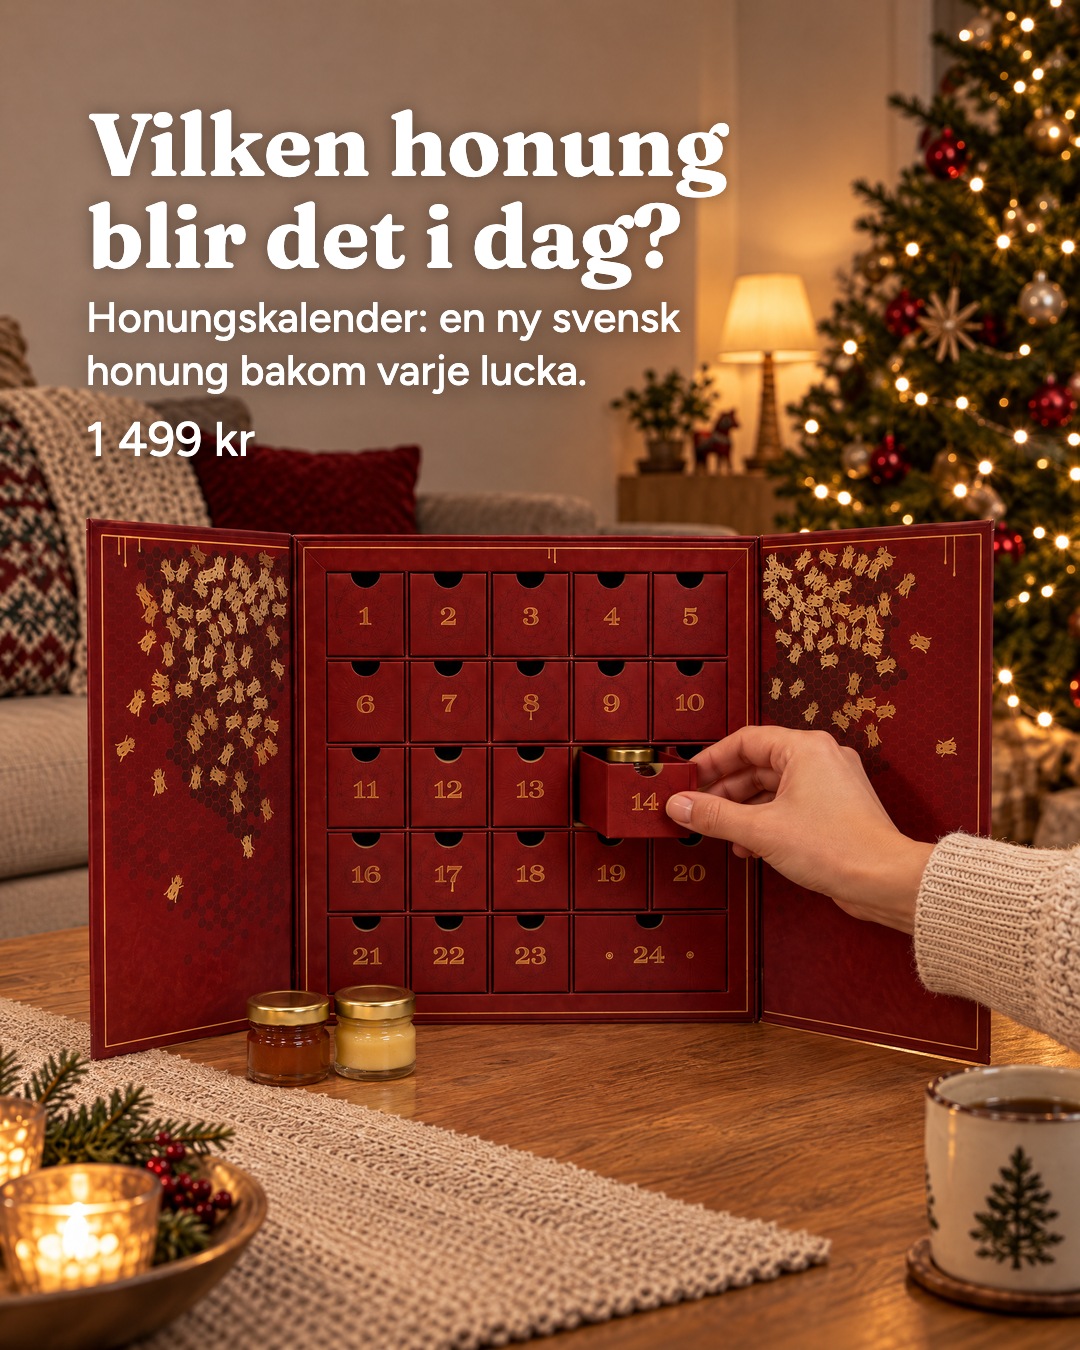 Vilken honung
blir det i dag?
Honungskalender: en ny svensk
honung bakom varje lucka.
1 499 kr
1 2 3 4 5
6 7 8 9 10
11 12 13 14
16 17 18 19 20
21 22 23 24